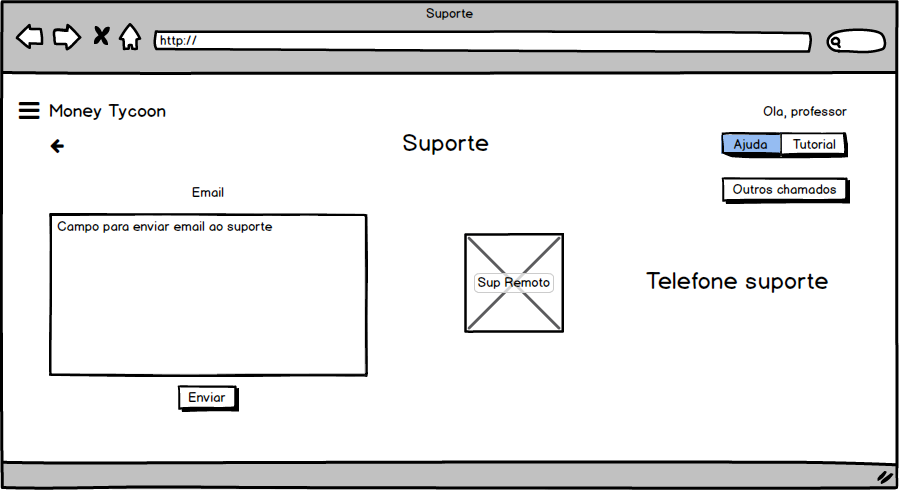 Suporte
http://
Money Tycoon
Ola, professor
Suporte
Ajuda
Tutorial
Outros chamados
Email
Campo para enviar email ao suporte
Sup Remoto
Telefone suporte
Enviar